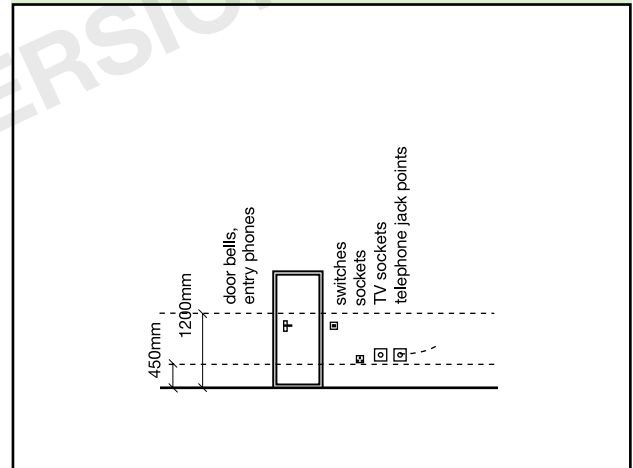 ERSIO
door bells,
entry phones
switches
sockets
TV sockets
telephone jack points
1200mm
450mm